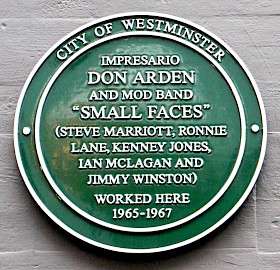 CITY OF WESTMINSTER
IMPRESARIO
DON ARDEN
AND MOD BAND
“SMALL FACES”
(STEVE MARRIOTT, RONNIE
LANE, KENNEY JONES,
IAN MCLAGAN AND
JIMMY WINSTON)
WORKED HERE
1965-1967